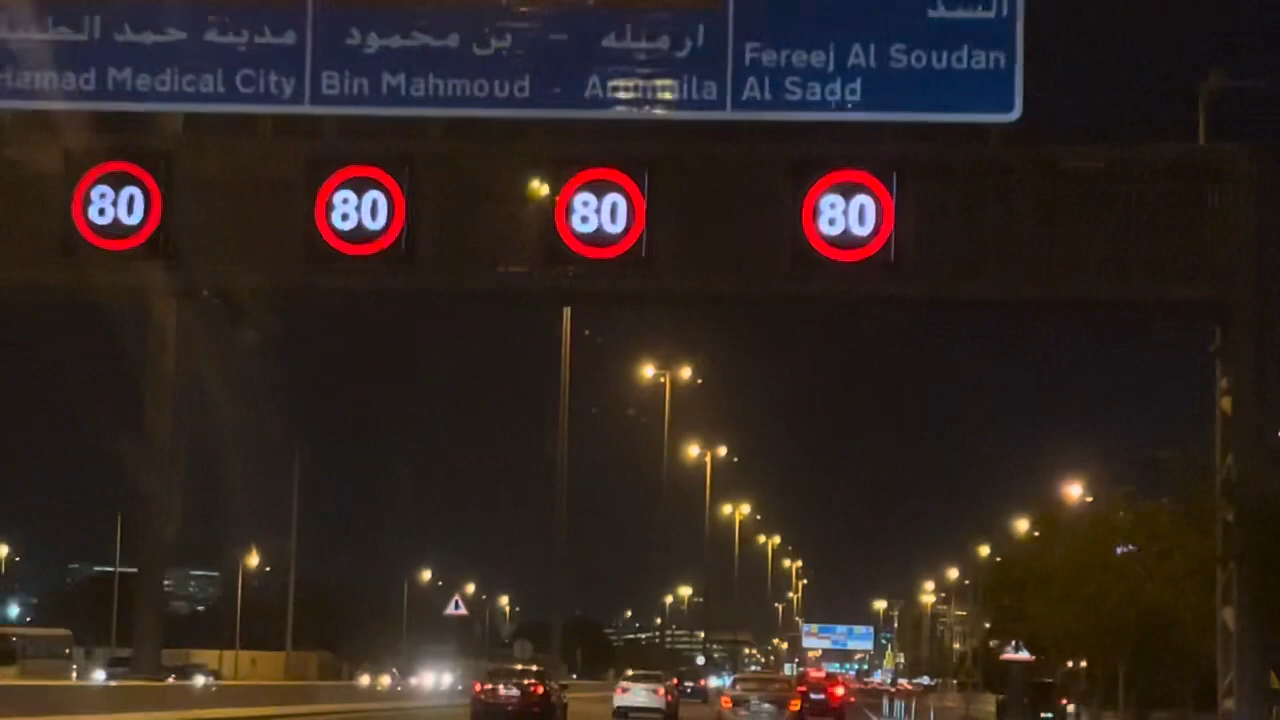 السد
مدينة حمد الطبية
بن محمود - ارميله
Fereej Al Soudan
Hamad Medical City
Bin Mahmoud - Arumaila
Al Sadd
80
80
80
80